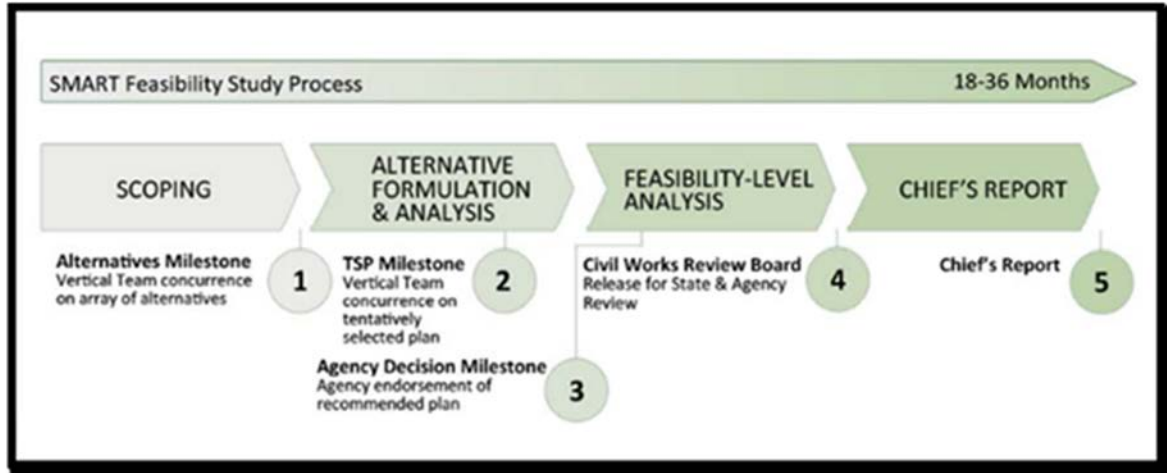 SMART Feasibility Study Process
18-36 Months
SCOPING
ALTERNATIVE
FORMULATION
& ANALYSIS
FEASIBILITY-LEVEL
ANALYSIS
CHIEF'S REPORT
Alternatives Milestone
Vertical Team concurrence
on array of alternatives
1
TSP Milestone
Vertical Team
concurrence on
tentatively
selected plan
2
Agency Decision Milestone
Agency endorsement of
recommended plan
3
Civil Works Review Board
Release for State & Agency
Review
4
Chief's Report
5